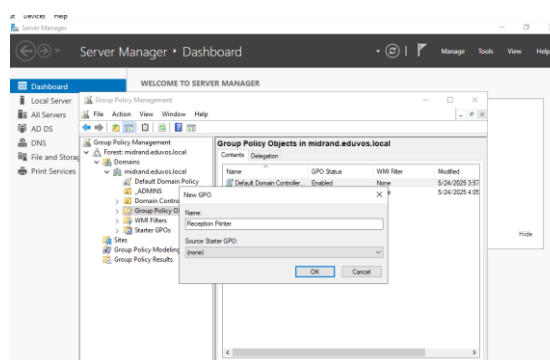 Devices Help
Server Manager
Server Manager • Dashboard
Manage Tools View Help
Dashboard
Local Server
All Servers
AD DS
DNS
File and Storag
Print Services
WELCOME TO SERVER MANAGER
Group Policy Management
File Action View Window Help
Group Policy Management
Forest: midrand.eduvos.local
Domains
midrand.eduvos.local
Default Domain Policy
_ADMINS
Domain Contro
Group Policy O
WMI Filters
Starter GPOs
Sites
Group Policy Modeling
Group Policy Results
Group Policy Objects in midrand.eduvos.local
Contents Delegation
Name GPO Status WMI Filter Modified
Default Domain Controller... Enabled None 5/24/2025 3:57
5/24/2025 4:05
New GPO
Name:
Reception Printer
Source Starter GPO:
(none)
OK Cancel
Hide